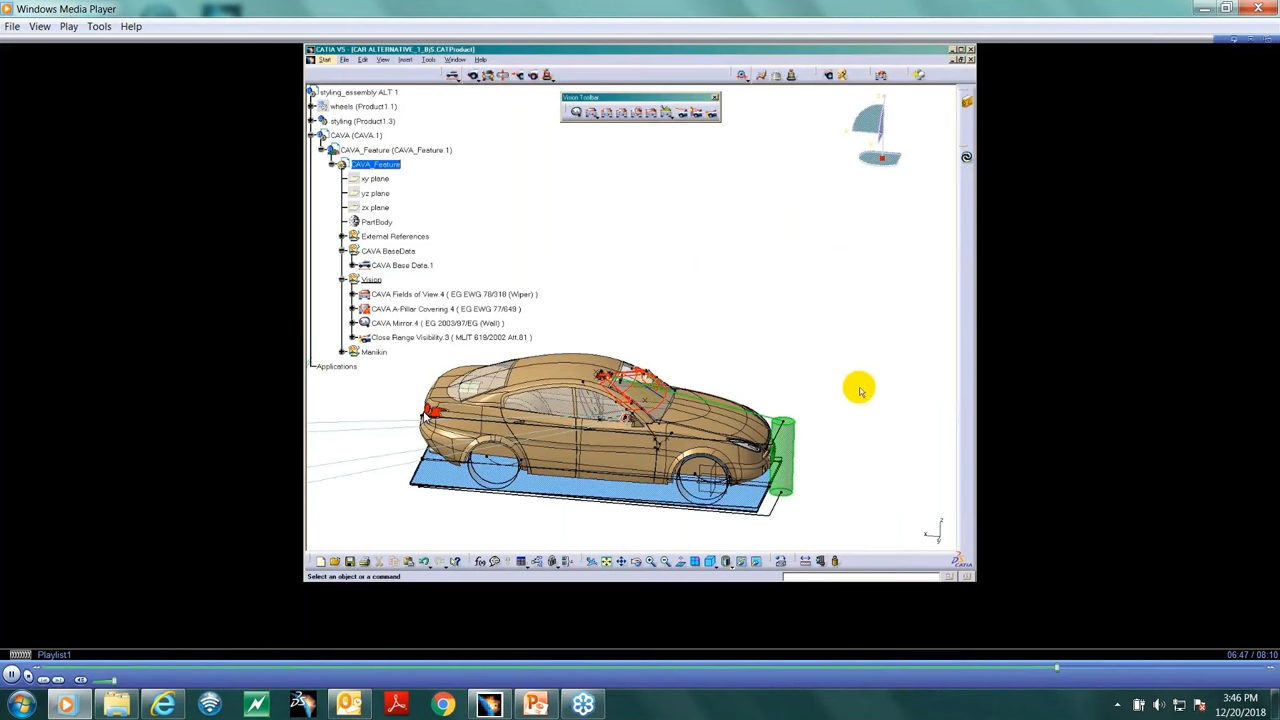 Windows Media Player
File View Play Tools Help
CATIA V5 - [CAR ALTERNATIVE_1_Bj5.CATProduct]
Start File Edit View Insert Tools Window Help
Vision Toolbar
styling_assembly ALT 1
wheels (Product1.1)
styling (Product1.3)
CAVA (CAVA.1)
CAVA_Feature (CAVA_Feature.1)
CAVA_Feature
xy plane
yz plane
zx plane
PartBody
External References
CAVA BaseData
CAVA Base Data.1
Vision
CAVA Fields of View.4 ( EG EWG 78/318 (Wiper) )
CAVA A-Pillar Covering.4 ( EG EWG 77/649 )
CAVA Mirror.4 ( EG 2003/97/EG (Wall) )
Close Range Visibility.3 ( MLIT 619/2002 Att.81 )
Manikin
Applications
z
x
CATIA
Select an object or a command
Playlist1
06:47 / 08:10
3:46 PM
12/20/2018